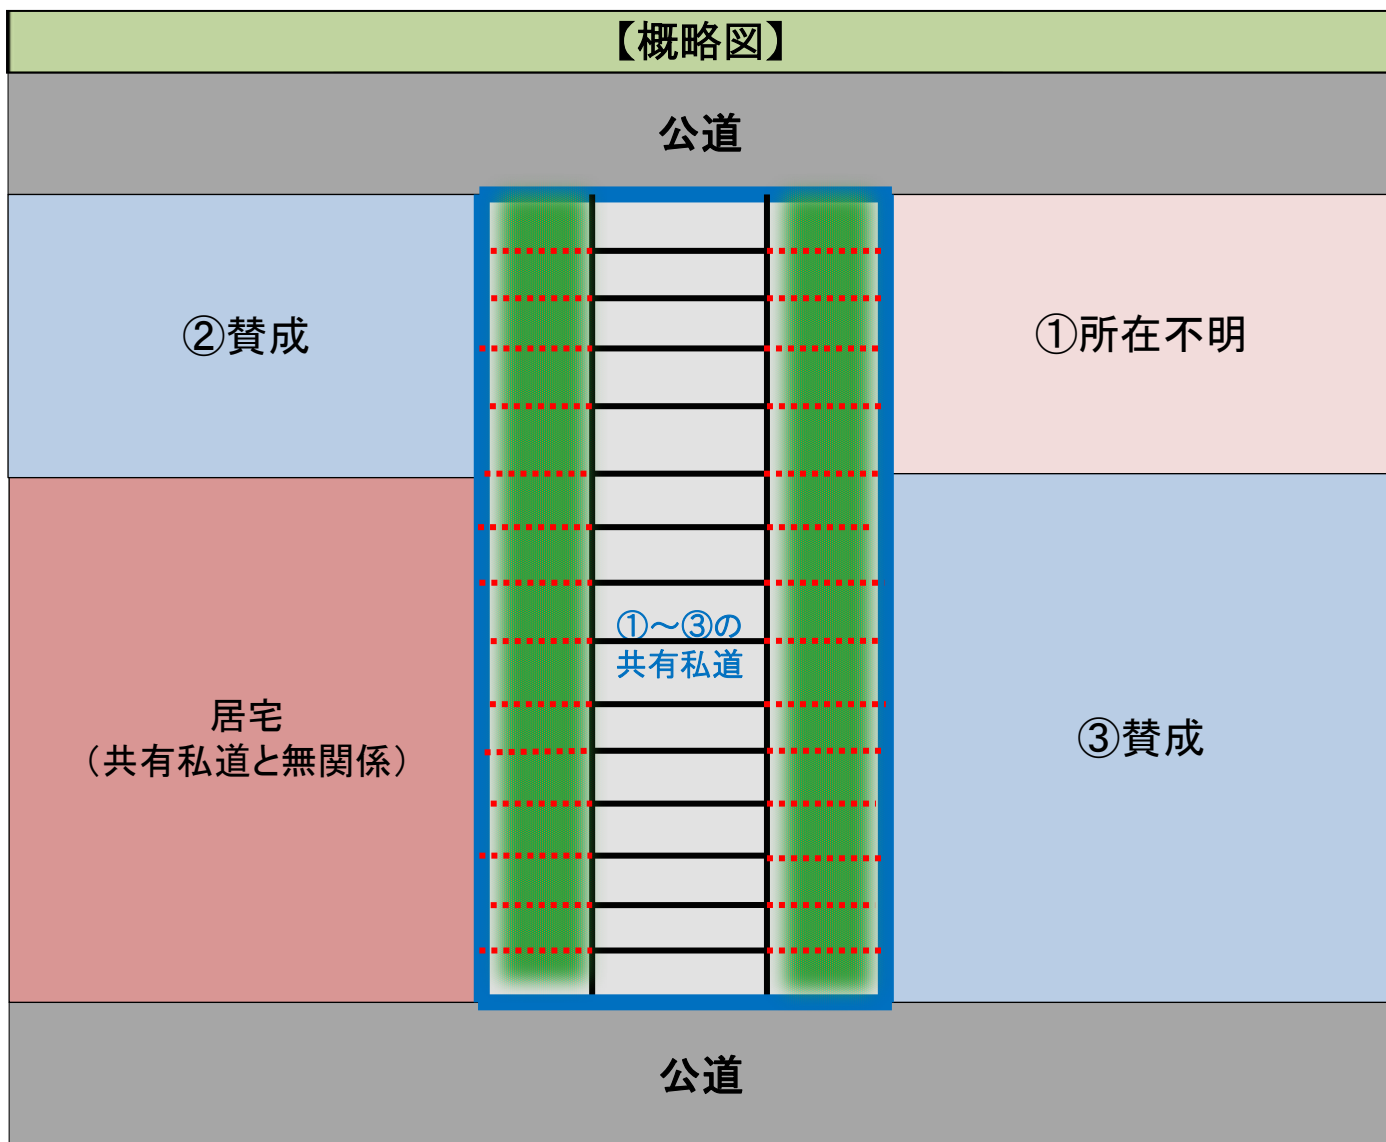 【概略図】
公道
②賛成
①所在不明
①～③の
共有私道
居宅
（共有私道と無関係）
③賛成
公道